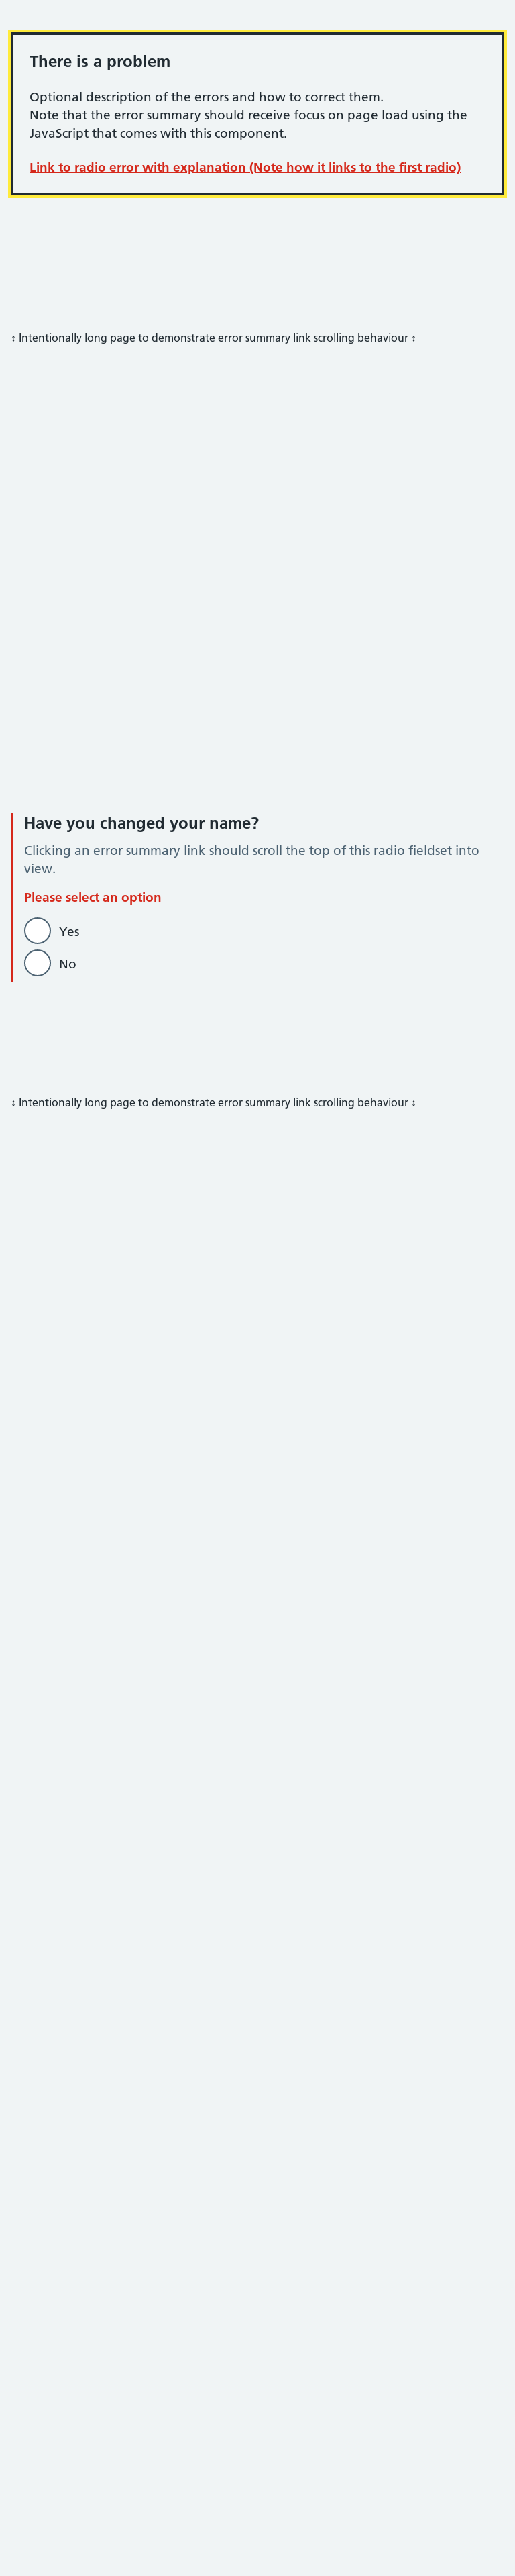 There is a problem
Optional description of the errors and how to correct them.
Note that the error summary should receive focus on page load using the
JavaScript that comes with this component.
Link to radio error with explanation (Note how it links to the first radio)
↕ Intentionally long page to demonstrate error summary link scrolling behaviour ↕
Have you changed your name?
Clicking an error summary link should scroll the top of this radio fieldset into
view.
Please select an option
Yes
No
↕ Intentionally long page to demonstrate error summary link scrolling behaviour ↕